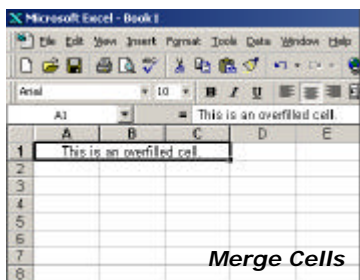 Microsoft Excel - Book1
File Edit View Insert Format Tools Data Window Help
Arial 10 B I U
A1 = This is an overfilled cell.
A B C D E
1 This is an overfilled cell.
2
3
4
5
6
7
8
Merge Cells